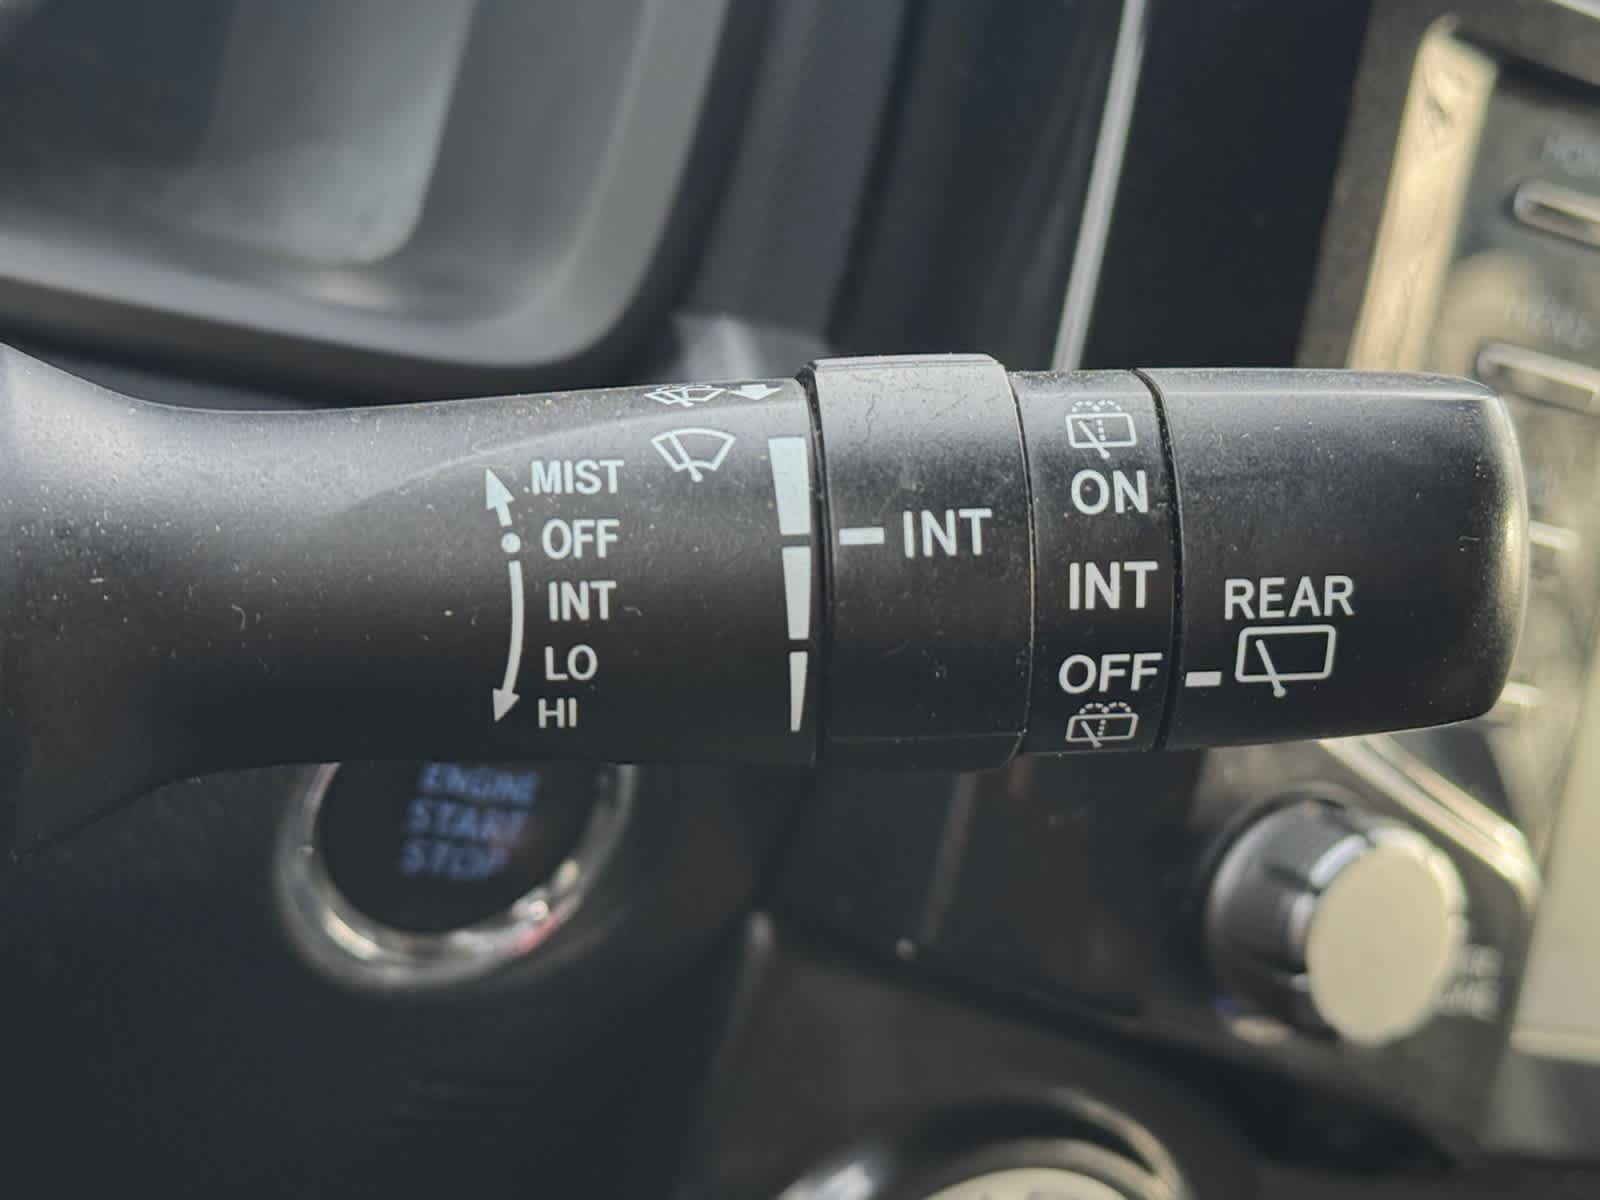 MIST
OFF
INT
LO
HI
INT
ON
INT
OFF
REAR
ENGINE
START
STOP